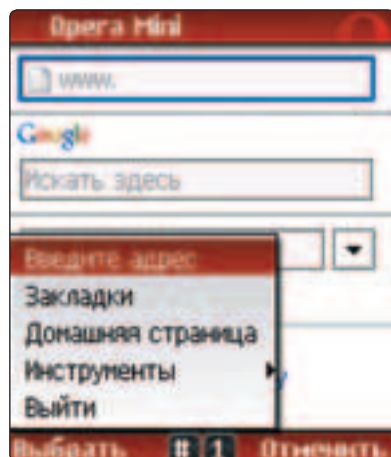 Opera Mini
www.
Google
Искать здесь
Введите адрес
Закладки
Домашняя страница
Инструменты
Выйти
Выбрать # 1 Отменить